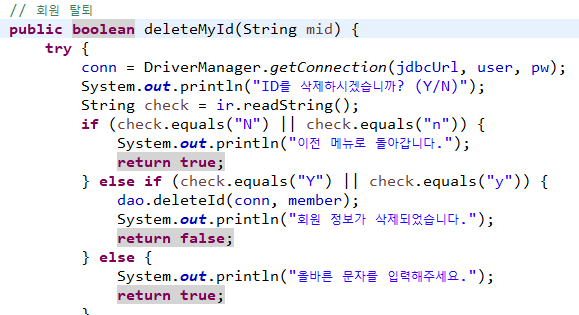 // 회원 탈퇴
public boolean deleteMyId(String mid) {
try {
conn = DriverManager.getConnection(jdbcUrl, user, pw);
System.out.println("ID를 삭제하시겠습니까? (Y/N)");
String check = ir.readString();
if (check.equals("N") || check.equals("n")) {
System.out.println("이전 메뉴로 돌아갑니다.");
return true;
} else if (check.equals("Y") || check.equals("y")) {
dao.deleteId(conn, member);
System.out.println("회원 정보가 삭제되었습니다.");
return false;
} else {
System.out.println("올바른 문자를 입력해주세요.");
return true;
}